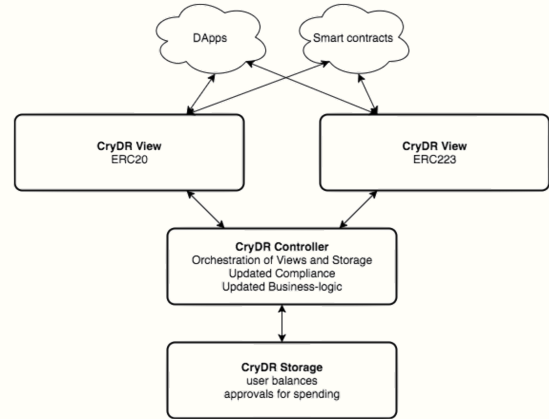 DApps
Smart contracts
CryDR View
ERC20
CryDR View
ERC223
CryDR Controller
Orchestration of Views and Storage
Updated Compliance
Updated Business-logic
CryDR Storage
user balances
approvals for spending